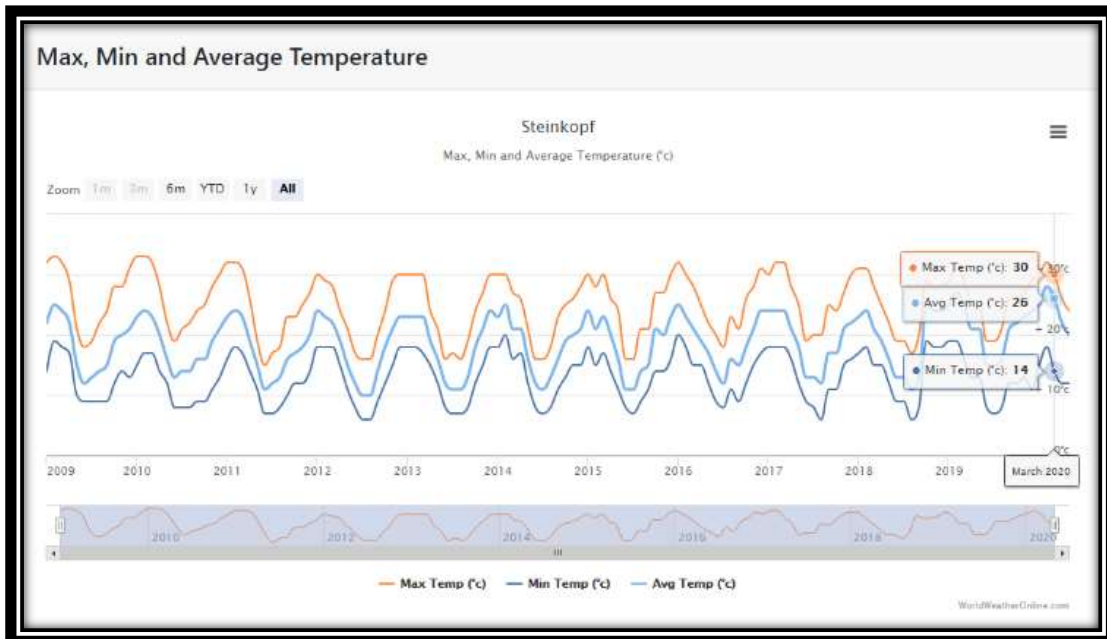 Max, Min and Average Temperature
Steinkopf
Max, Min and Average Temperature (°c)
Zoom 1m 3m 6m YTD 1y All
Max Temp (°c): 30
30°c
Avg Temp (°c): 26
20°c
Min Temp (°c): 14
10°c
0°c
2009 2010 2011 2012 2013 2014 2015 2016 2017 2018 2019 March 2020
2010 2012 2014 2016 2018 2020
Max Temp (°c) Min Temp (°c) Avg Temp (°c)
WorldWeatherOnline.com